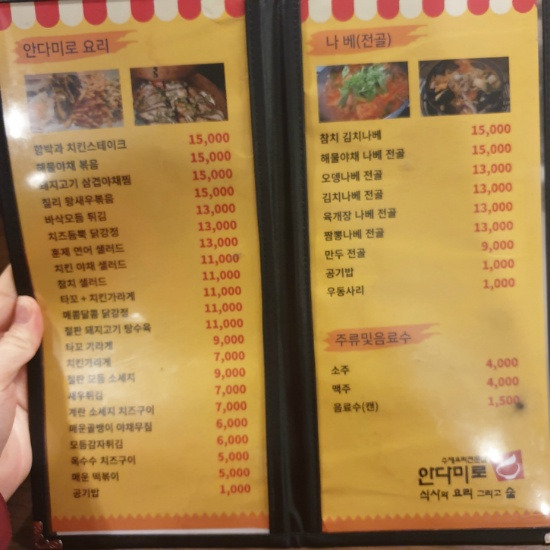 안다미로 요리
함박과 치킨스테이크 15,000
해물야채 볶음 15,000
돼지고기 삼겹야채찜 15,000
칠리 왕새우볶음 15,000
바삭모듬 튀김 13,000
치즈듬뿍 닭강정 13,000
훈제 연어 샐러드 13,000
치킨 야채 샐러드 11,000
참치 샐러드 11,000
타꼬 + 치킨가라게 11,000
매콤달콤 닭강정 11,000
철판 돼지고기 탕수육 11,000
타꼬 가라게 9,000
치킨가라게 7,000
철판 모듬 소세지 9,000
새우튀김 7,000
계란 소세지 치즈구이 7,000
매운골뱅이 야채무침 6,000
모듬감자튀김 6,000
옥수수 치즈구이 5,000
매운 떡볶이 5,000
공기밥 1,000
나 베(전골)
참치 김치나베 15,000
해물야채 나베 전골 15,000
오뎅나베 전골 13,000
김치나베 전골 13,000
육개장 나베 전골 13,000
짬뽕나베 전골 13,000
만두 전골 9,000
공기밥 1,000
우동사리 1,000
주류및음료수
소주 4,000
맥주 4,000
음료수(캔) 1,500
안다미로
식사와 요리 그리고 술